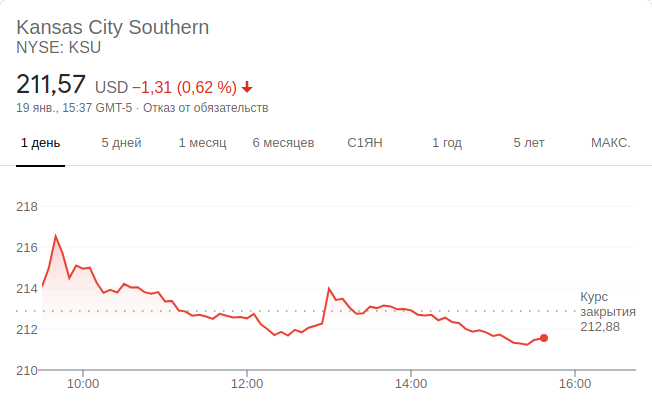 Kansas City Southern
NYSE: KSU
211,57 USD −1,31 (0,62 %)
19 янв., 15:37 GMT-5 · Отказ от обязательств
1 день 5 дней 1 месяц 6 месяцев С1ЯН 1 год 5 лет МАКС.
218
216
214
Курс
закрытия
212,88
212
210
10:00 12:00 14:00 16:00